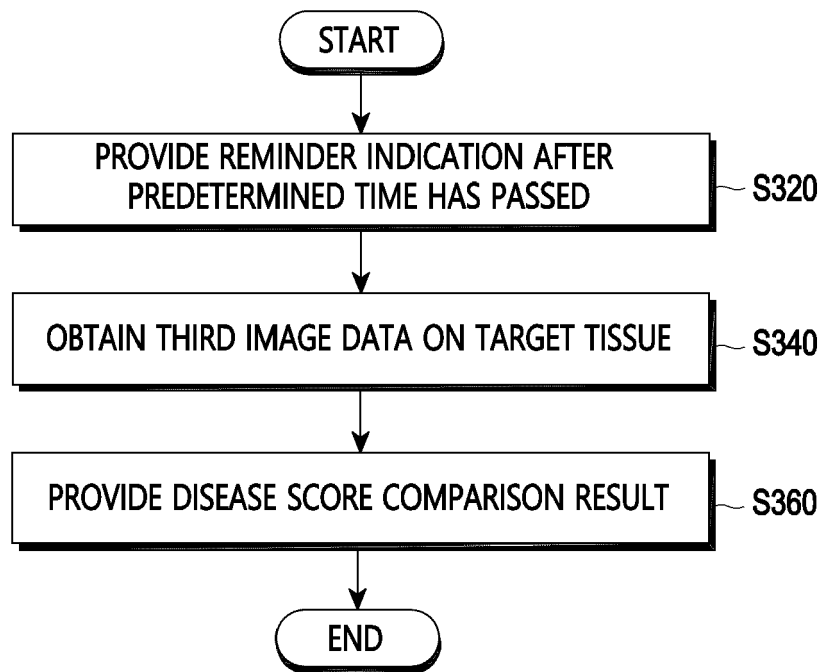 START
PROVIDE REMINDER INDICATION AFTER
PREDETERMINED TIME HAS PASSED
S320
OBTAIN THIRD IMAGE DATA ON TARGET TISSUE
S340
PROVIDE DISEASE SCORE COMPARISON RESULT
S360
END